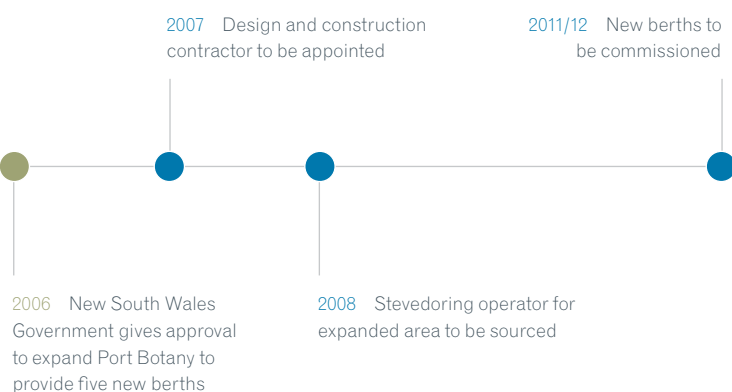 2007 Design and construction
contractor to be appointed
2011/12 New berths to
be commissioned
2006 New South Wales
Government gives approval
to expand Port Botany to
provide five new berths
2008 Stevedoring operator for
expanded area to be sourced